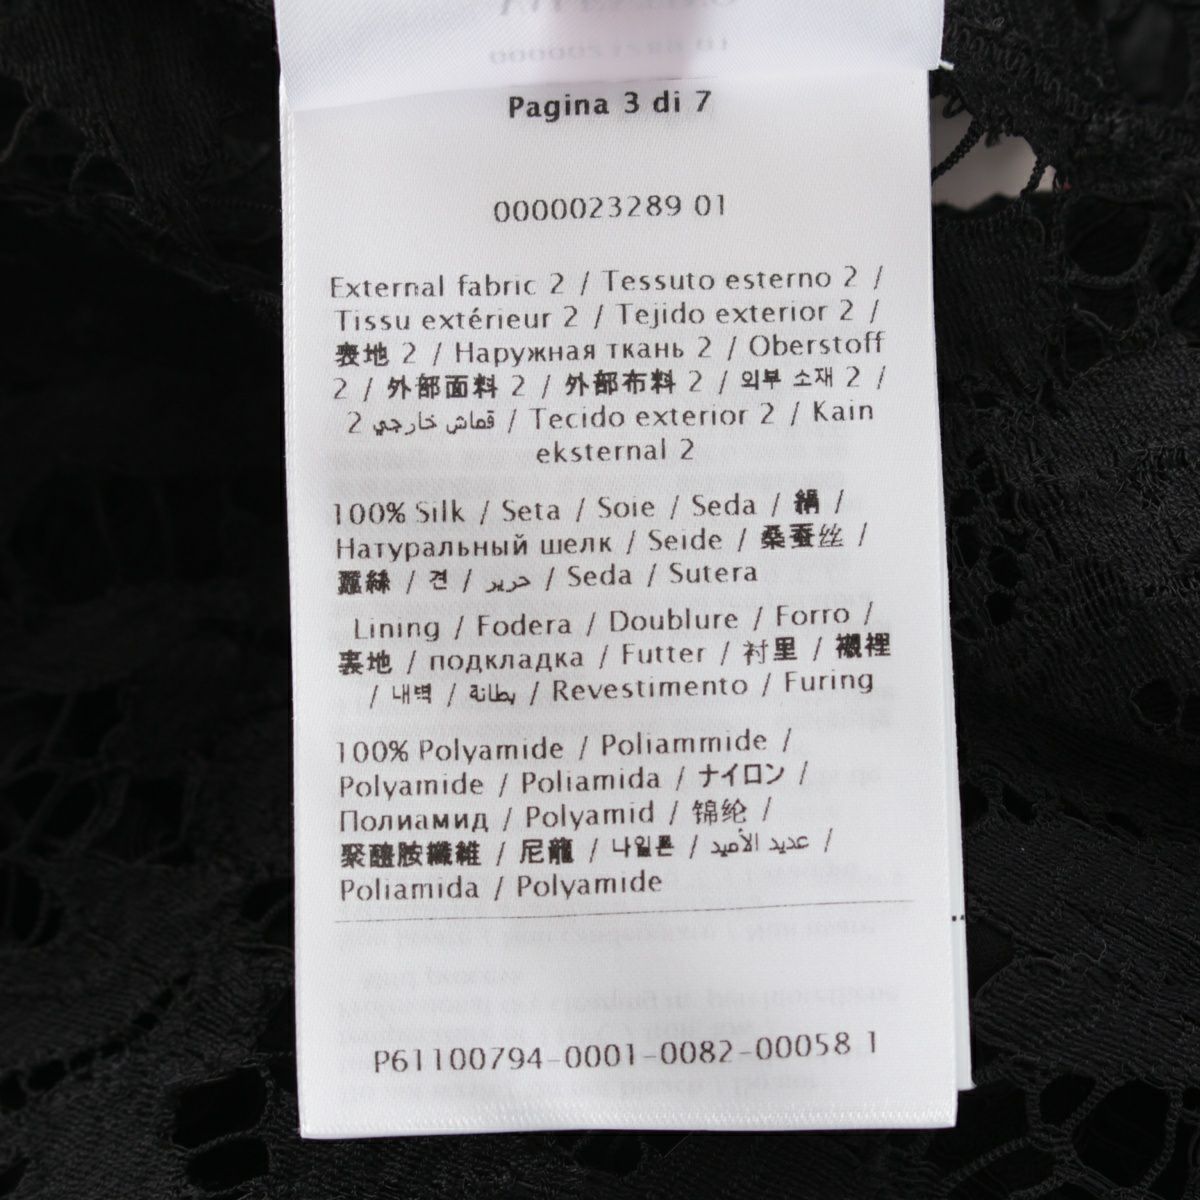 Pagina 3 di 7
0000023289 01
External fabric 2 / Tessuto esterno 2 /
Tissu extérieur 2 / Tejido exterior 2 /
表地 2 / Наружная ткань 2 / Oberstoff
2 / 外部面料 2 / 外部布料 2 / 외부 소재 2 /
قماش خارجي 2 / Tecido exterior 2 / Kain
eksternal 2
100% Silk / Seta / Soie / Seda / 絹 /
Натуральный шелк / Seide / 桑蚕丝 /
蠶絲 / 견 / حرير / Seda / Sutera
Lining / Fodera / Doublure / Forro /
裏地 / подкладка / Futter / 衬里 / 襯裡
/ 내벽 / بطانة / Revestimento / Furing
100% Polyamide / Poliammide /
Polyamide / Poliamida / ナイロン /
Полиамид / Polyamid / 锦纶 /
聚醯胺纖維 / 尼龍 / 나일론 / عديد الأميد /
Poliamida / Polyamide
P61100794-0001-0082-00058 1